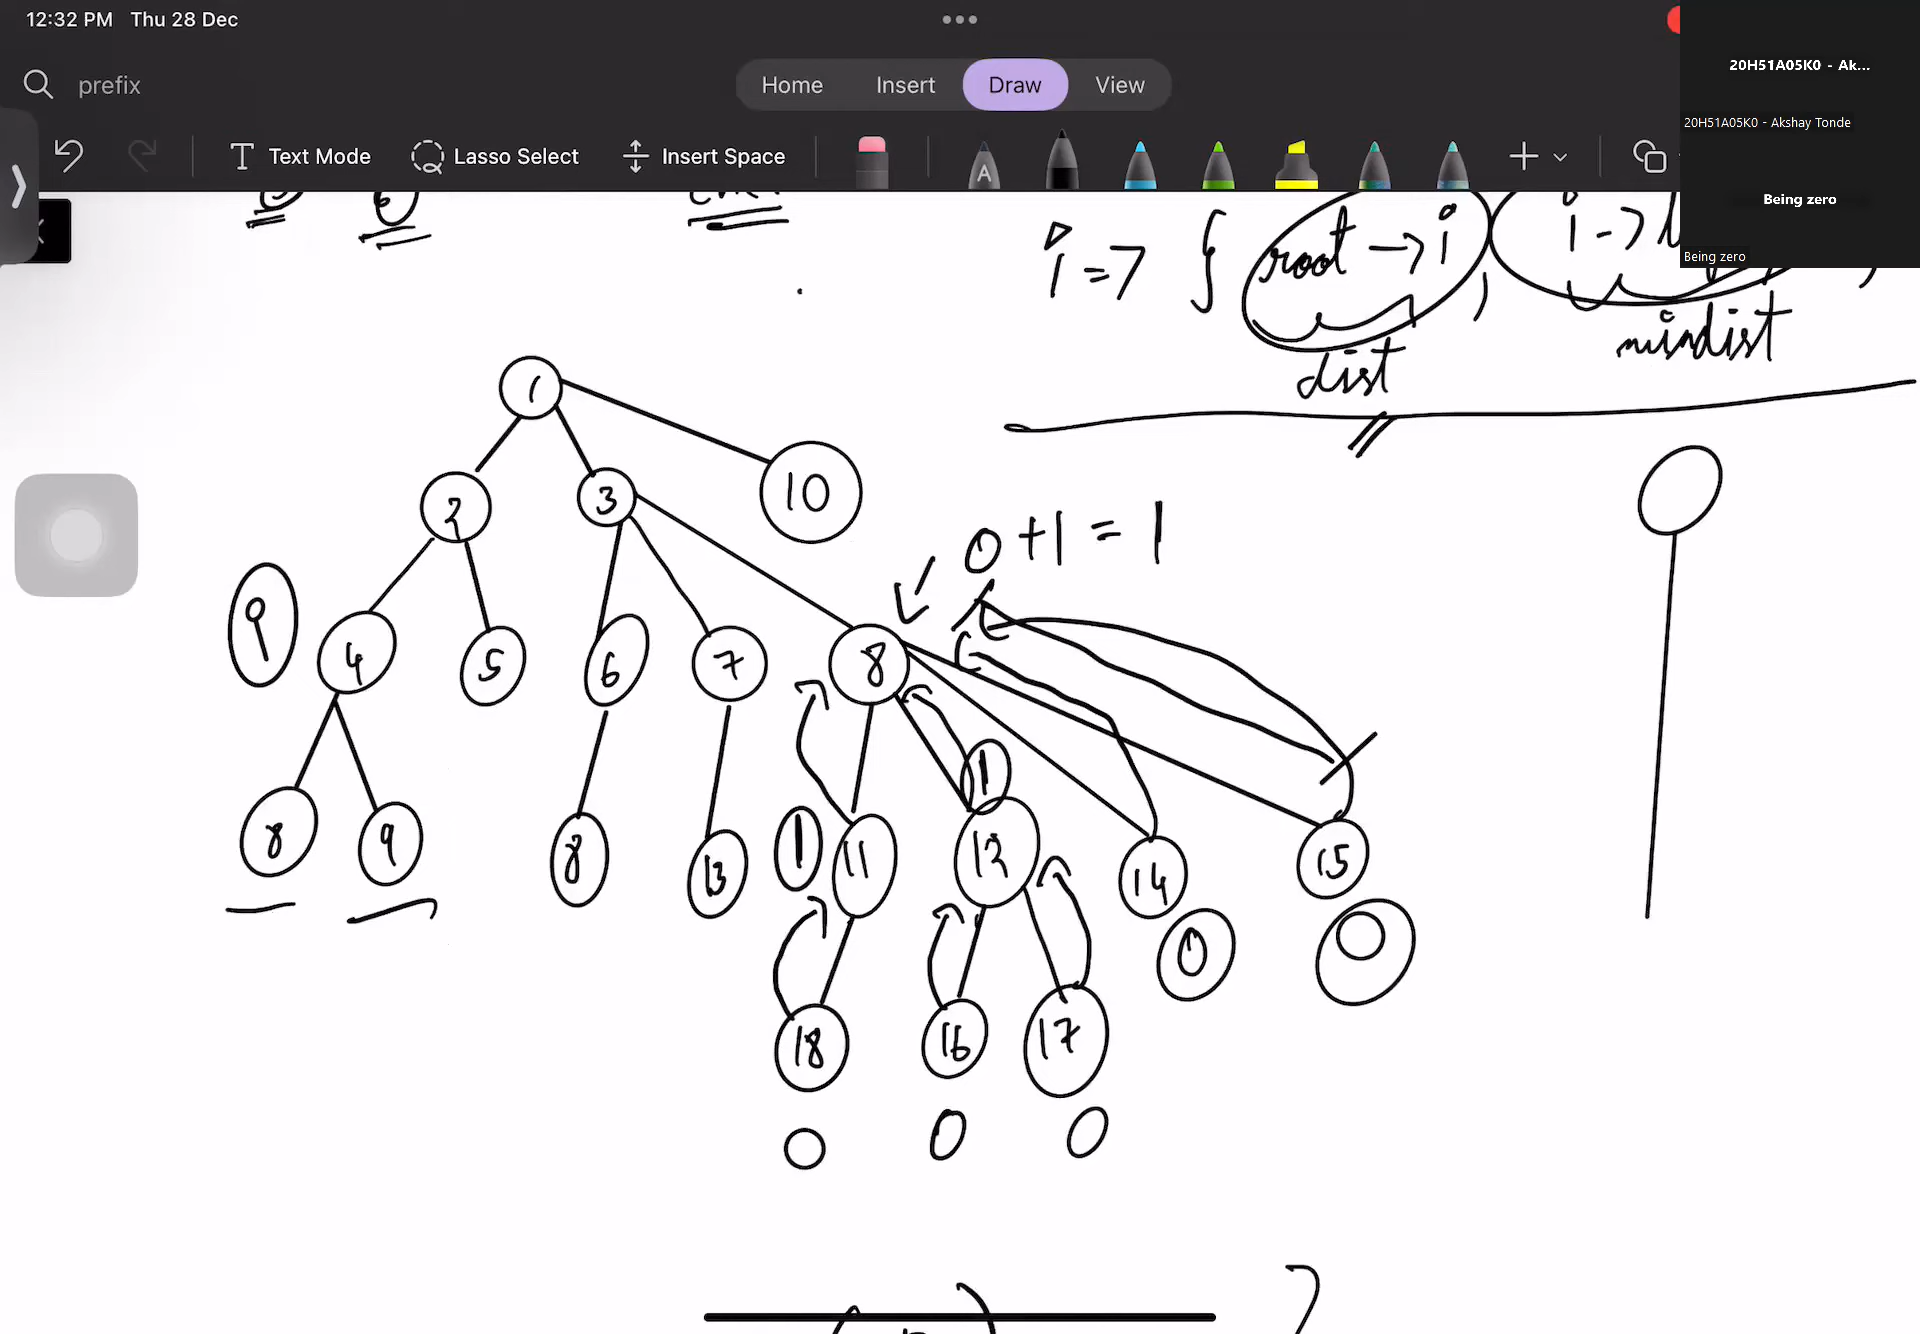 12:32 PM Thu 28 Dec
prefix
Home Insert Draw View
Text Mode Lasso Select Insert Space
A
20H51A05K0 - Ak...
20H51A05K0 - Akshay Tonde
Being zero
Being zero
i = 7 { root → i , i →
dist
mindist
1
2 3 10
0 + 1 = 1
9 4 5 6 7 8
8 9 8 13 1 11 1 12 14 15
0 0
18 16 17
0 0 0